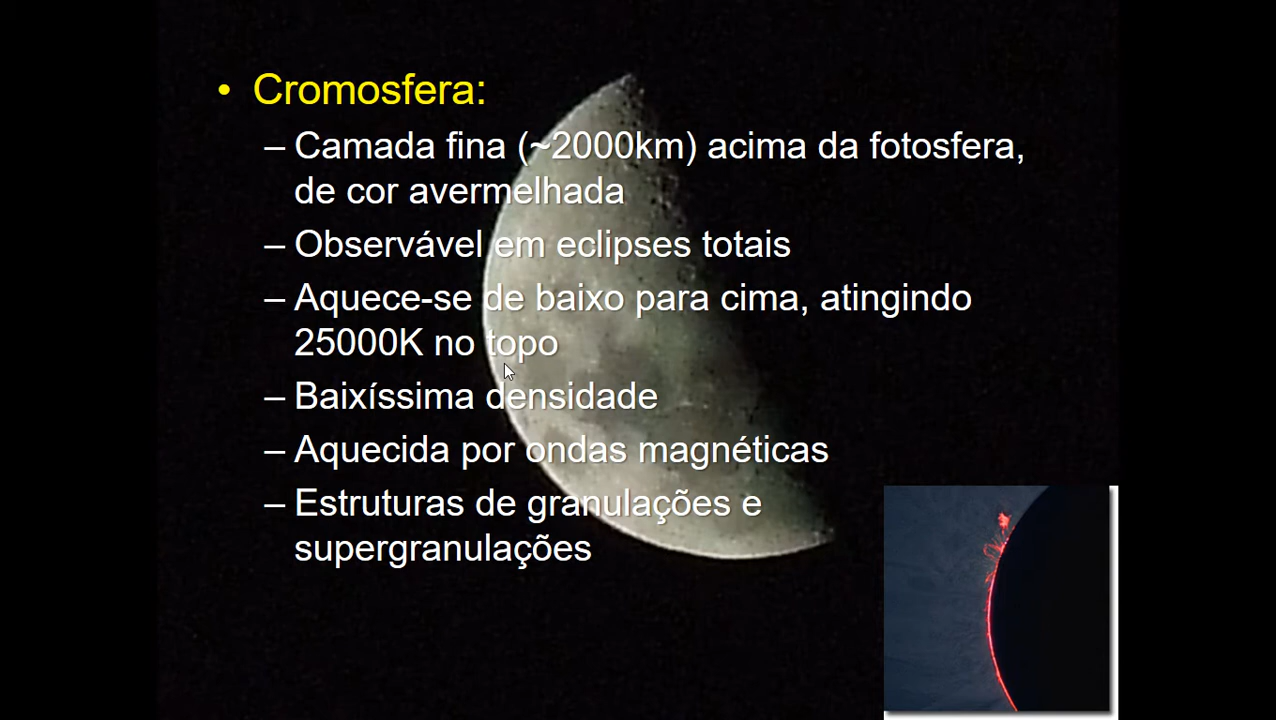 • Cromosfera:
– Camada fina (~2000km) acima da fotosfera,
de cor avermelhada
– Observável em eclipses totais
– Aquece-se de baixo para cima, atingindo
25000K no topo
– Baixíssima densidade
– Aquecida por ondas magnéticas
– Estruturas de granulações e
supergranulações